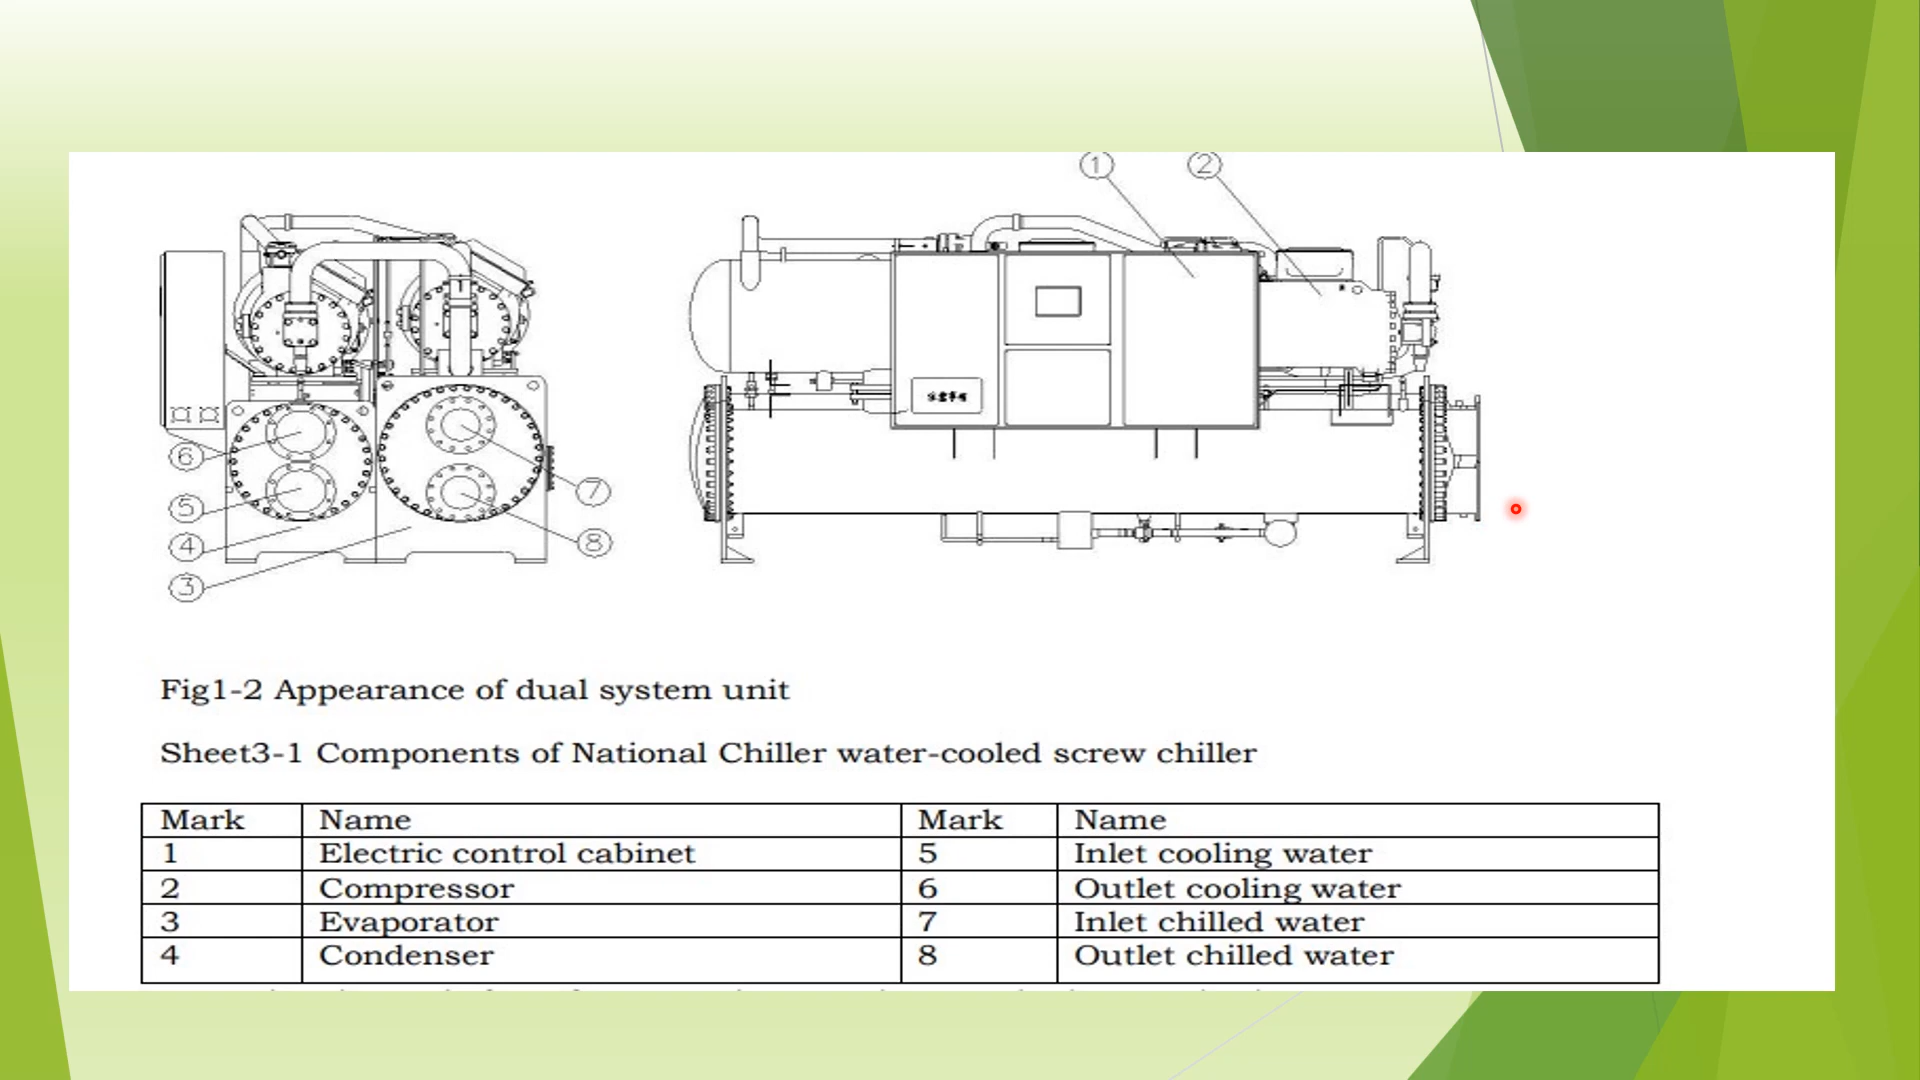 1 2
6
5
4
3
7
8
Fig1-2 Appearance of dual system unit
Sheet3-1 Components of National Chiller water-cooled screw chiller
Mark Name Mark Name
1 Electric control cabinet 5 Inlet cooling water
2 Compressor 6 Outlet cooling water
3 Evaporator 7 Inlet chilled water
4 Condenser 8 Outlet chilled water